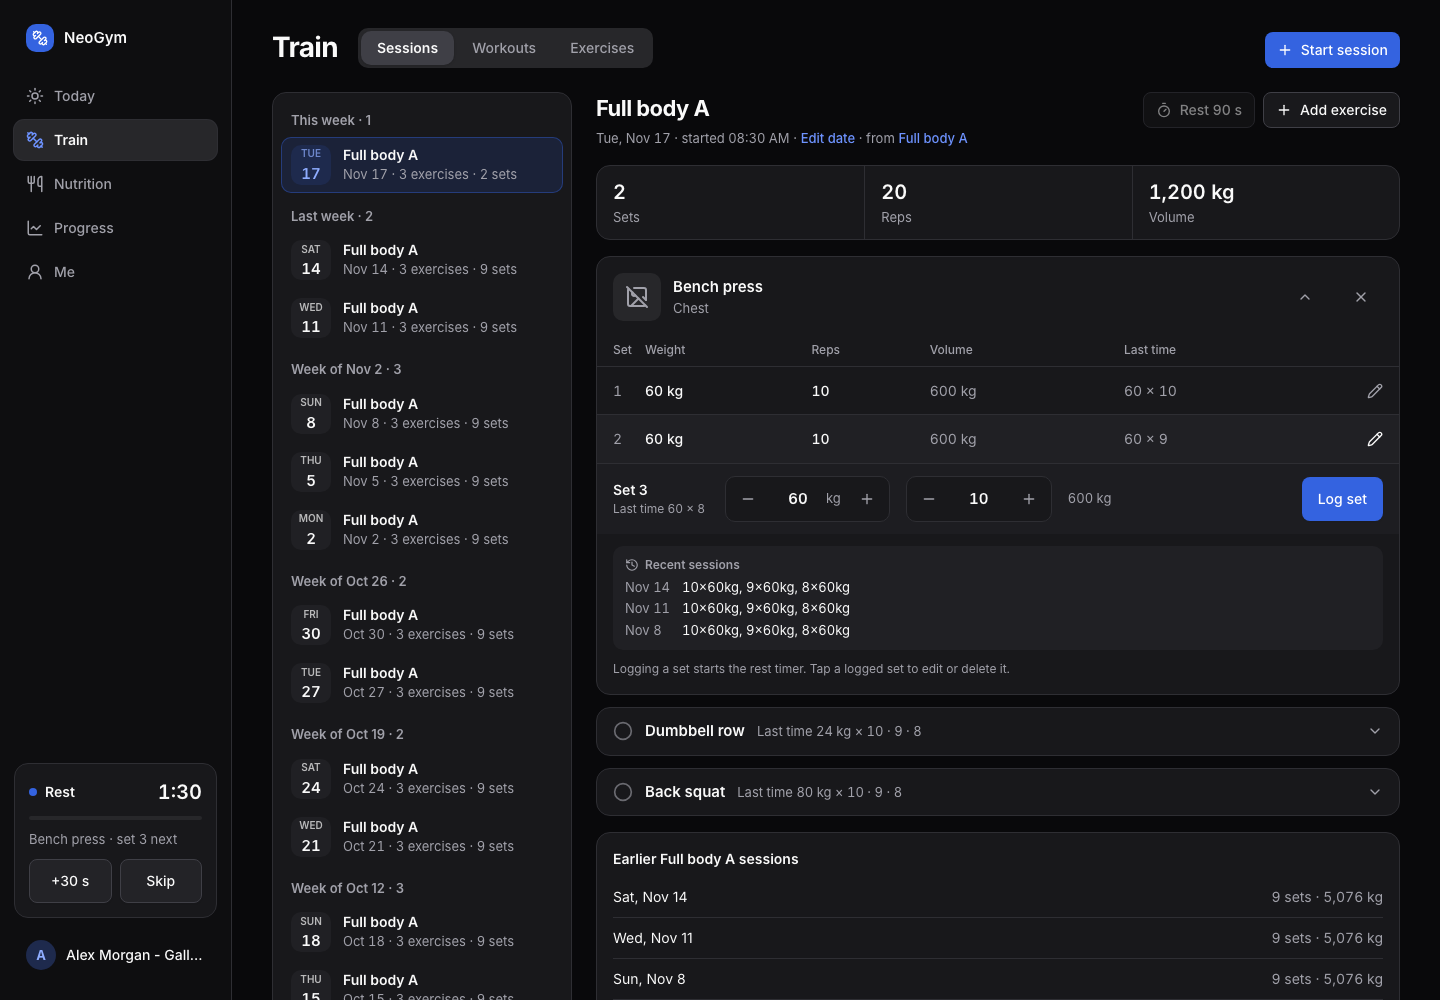 NeoGym
Today
Train
Nutrition
Progress
Me
Rest 1:30
Bench press · set 3 next
+30 s Skip
A Alex Morgan - Gall...
Train Sessions Workouts Exercises
Start session
This week · 1
TUE 17
Full body A
Nov 17 · 3 exercises · 2 sets
Last week · 2
SAT 14
Full body A
Nov 14 · 3 exercises · 9 sets
WED 11
Full body A
Nov 11 · 3 exercises · 9 sets
Week of Nov 2 · 3
SUN 8
Full body A
Nov 8 · 3 exercises · 9 sets
THU 5
Full body A
Nov 5 · 3 exercises · 9 sets
MON 2
Full body A
Nov 2 · 3 exercises · 9 sets
Week of Oct 26 · 2
FRI 30
Full body A
Oct 30 · 3 exercises · 9 sets
TUE 27
Full body A
Oct 27 · 3 exercises · 9 sets
Week of Oct 19 · 2
SAT 24
Full body A
Oct 24 · 3 exercises · 9 sets
WED 21
Full body A
Oct 21 · 3 exercises · 9 sets
Week of Oct 12 · 3
SUN 18
Full body A
Oct 18 · 3 exercises · 9 sets
THU 15
Full body A
Oct 15 · 3 exercises · 9 sets
Full body A
Rest 90 s
Add exercise
Tue, Nov 17 · started 08:30 AM · Edit date · from Full body A
2 20 1,200 kg
Sets Reps Volume
Bench press
Chest
Set Weight Reps Volume Last time
1 60 kg 10 600 kg 60 × 10
2 60 kg 10 600 kg 60 × 9
Set 3
Last time 60 × 8
− 60 kg + − 10 + 600 kg Log set
Recent sessions
Nov 14 10×60kg, 9×60kg, 8×60kg
Nov 11 10×60kg, 9×60kg, 8×60kg
Nov 8 10×60kg, 9×60kg, 8×60kg
Logging a set starts the rest timer. Tap a logged set to edit or delete it.
Dumbbell row Last time 24 kg × 10 · 9 · 8
Back squat Last time 80 kg × 10 · 9 · 8
Earlier Full body A sessions
Sat, Nov 14 9 sets · 5,076 kg
Wed, Nov 11 9 sets · 5,076 kg
Sun, Nov 8 9 sets · 5,076 kg